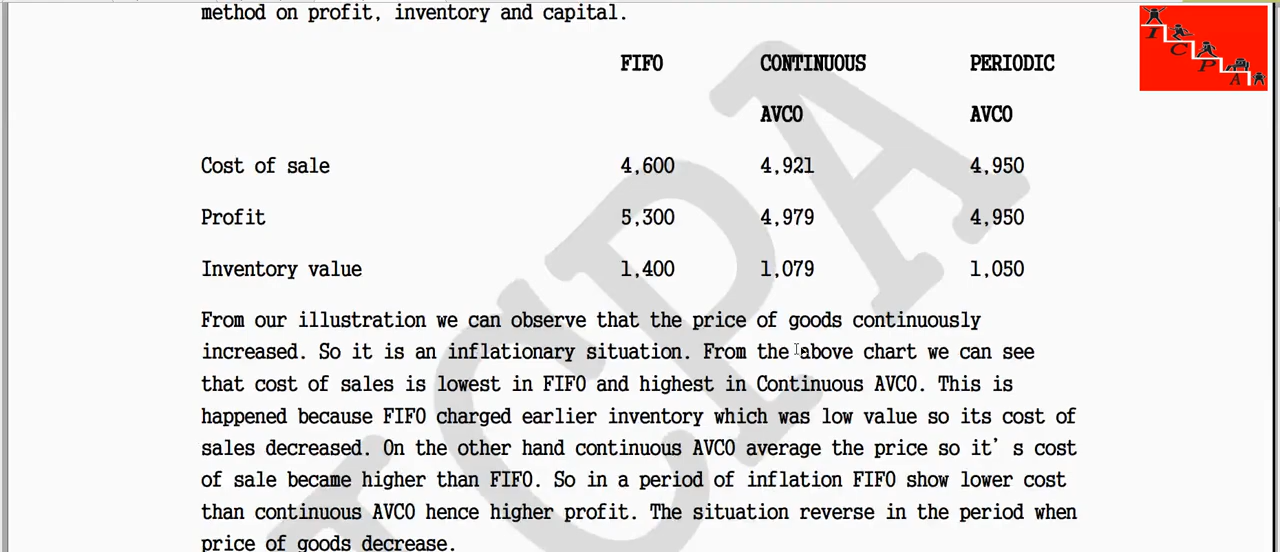 method on profit, inventory and capital.
FIFO CONTINUOUS PERIODIC
AVCO AVCO
Cost of sale 4,600 4,921 4,950
Profit 5,300 4,979 4,950
Inventory value 1,400 1,079 1,050
From our illustration we can observe that the price of goods continuously
increased. So it is an inflationary situation. From the above chart we can see
that cost of sales is lowest in FIFO and highest in Continuous AVCO. This is
happened because FIFO charged earlier inventory which was low value so its cost of
sales decreased. On the other hand continuous AVCO average the price so it's cost
of sale became higher than FIFO. So in a period of inflation FIFO show lower cost
than continuous AVCO hence higher profit. The situation reverse in the period when
price of goods decrease.
ICPA
ICPA